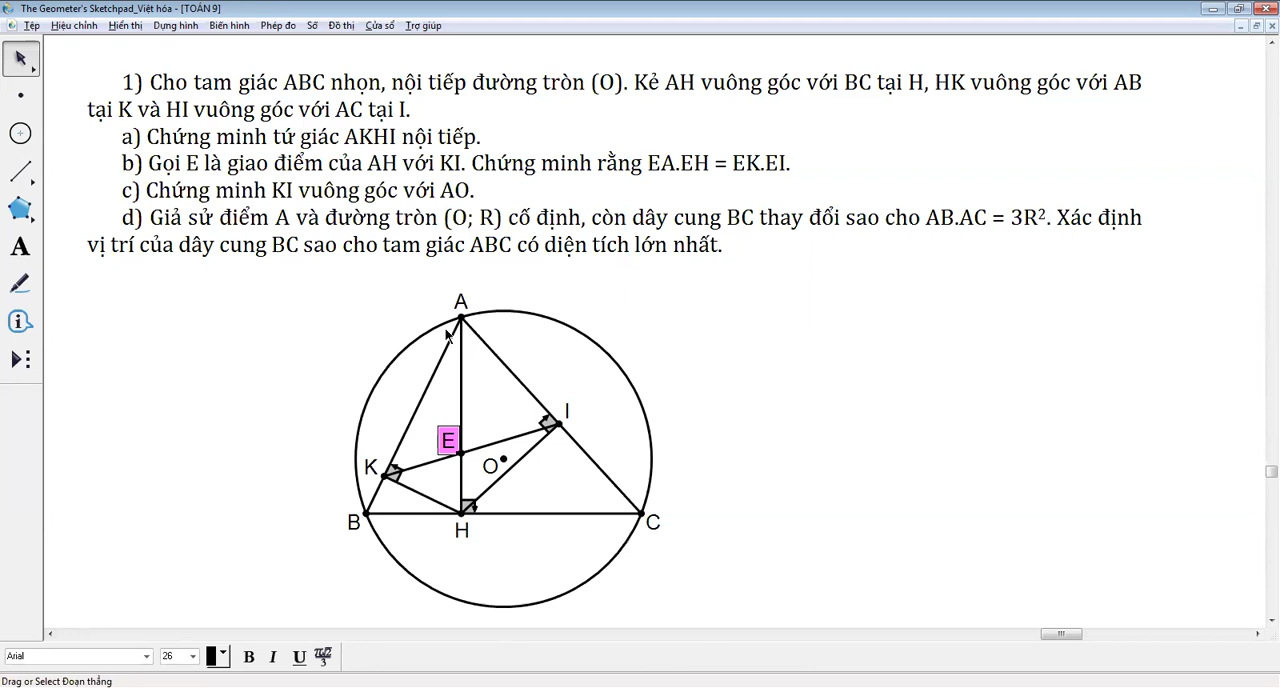 The Geometer's Sketchpad_Việt hóa - [TOÁN 9]
Tệp Hiệu chỉnh Hiển thị Dựng hình Biến hình Phép đo Số Đồ thị Cửa sổ Trợ giúp
1) Cho tam giác ABC nhọn, nội tiếp đường tròn (O). Kẻ AH vuông góc với BC tại H, HK vuông góc với AB
tại K và HI vuông góc với AC tại I.
a) Chứng minh tứ giác AKHI nội tiếp.
b) Gọi E là giao điểm của AH với KI. Chứng minh rằng EA.EH = EK.EI.
c) Chứng minh KI vuông góc với AO.
d) Giả sử điểm A và đường tròn (O; R) cố định, còn dây cung BC thay đổi sao cho AB.AC = 3R². Xác định
vị trí của dây cung BC sao cho tam giác ABC có diện tích lớn nhất.
A
A
I
E
K
O
B
C
H
Arial 26 B I U
Drag or Select Đoạn thẳng